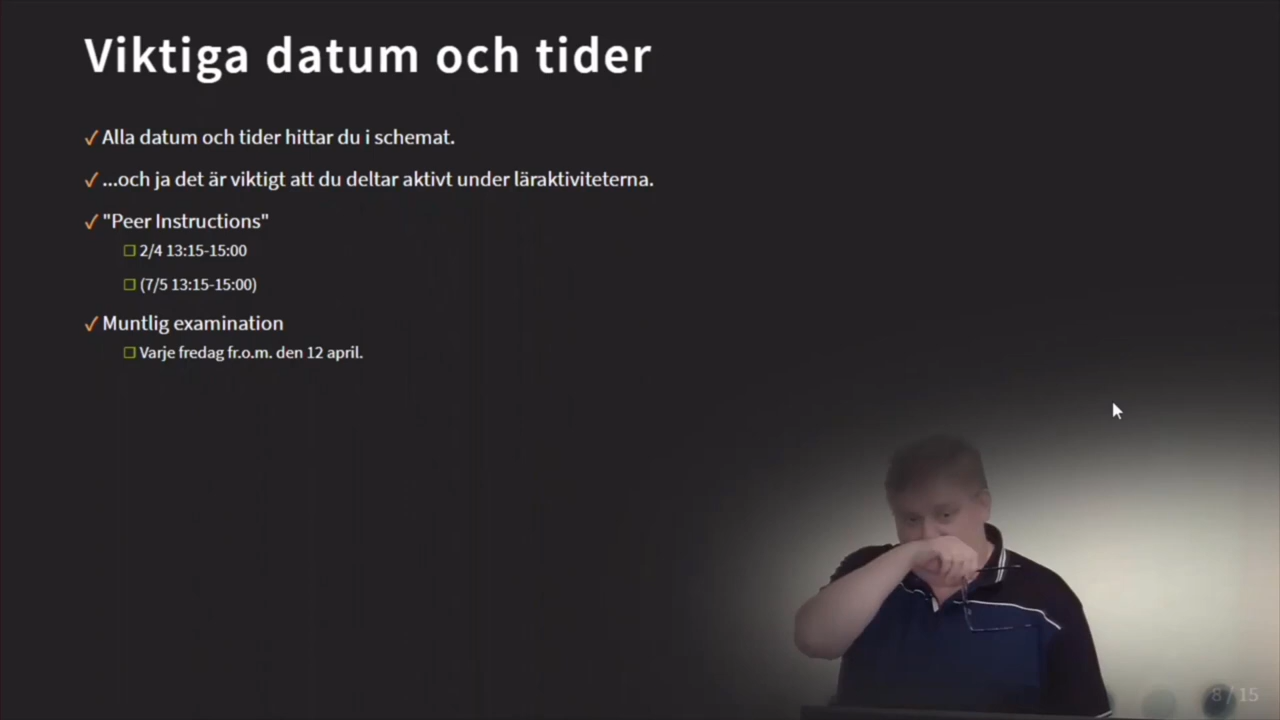 Viktiga datum och tider
Alla datum och tider hittar du i schemat.
...och ja det är viktigt att du deltar aktivt under läraktiviteterna.
"Peer Instructions"
2/4 13:15-15:00
(7/5 13:15-15:00)
Muntlig examination
Varje fredag fr.o.m. den 12 april.
8 / 15